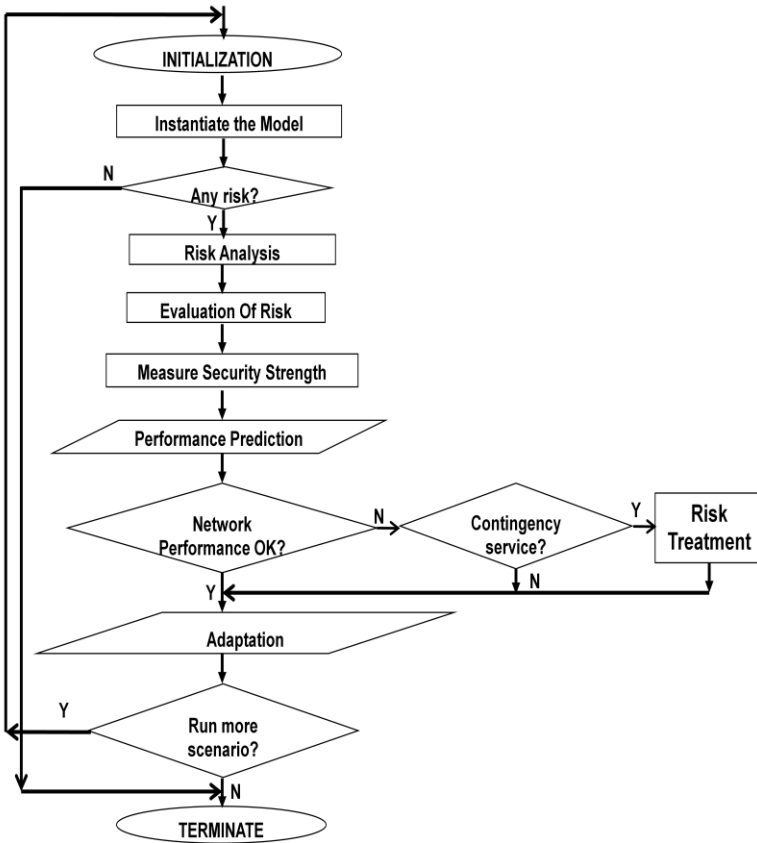 INITIALIZATION
Instantiate the Model
N
Any risk?
Y
Risk Analysis
Evaluation Of Risk
Measure Security Strength
Performance Prediction
Network
Performance OK?
N
Contingency
service?
Y
Risk
Treatment
Y
N
Adaptation
Y
Run more
scenario?
N
TERMINATE